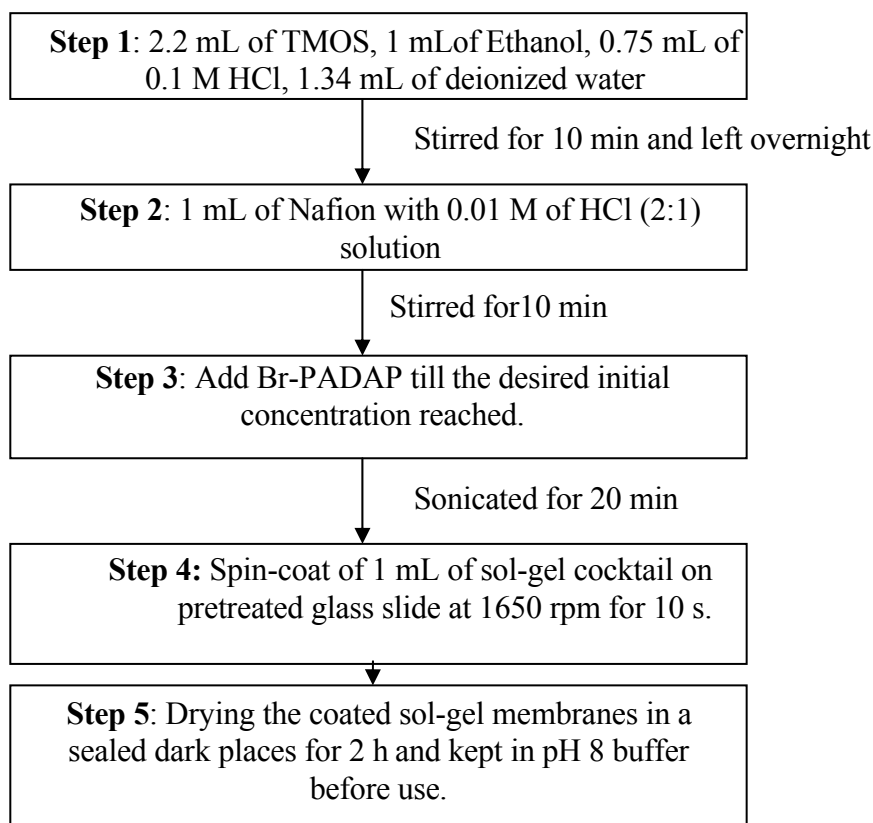 Step 1: 2.2 mL of TMOS, 1 mLof Ethanol, 0.75 mL of
0.1 M HCl, 1.34 mL of deionized water
Stirred for 10 min and left overnight
Step 2: 1 mL of Nafion with 0.01 M of HCl (2:1)
solution
Stirred for10 min
Step 3: Add Br-PADAP till the desired initial
concentration reached.
Sonicated for 20 min
Step 4: Spin-coat of 1 mL of sol-gel cocktail on
pretreated glass slide at 1650 rpm for 10 s.
Step 5: Drying the coated sol-gel membranes in a
sealed dark places for 2 h and kept in pH 8 buffer
before use.